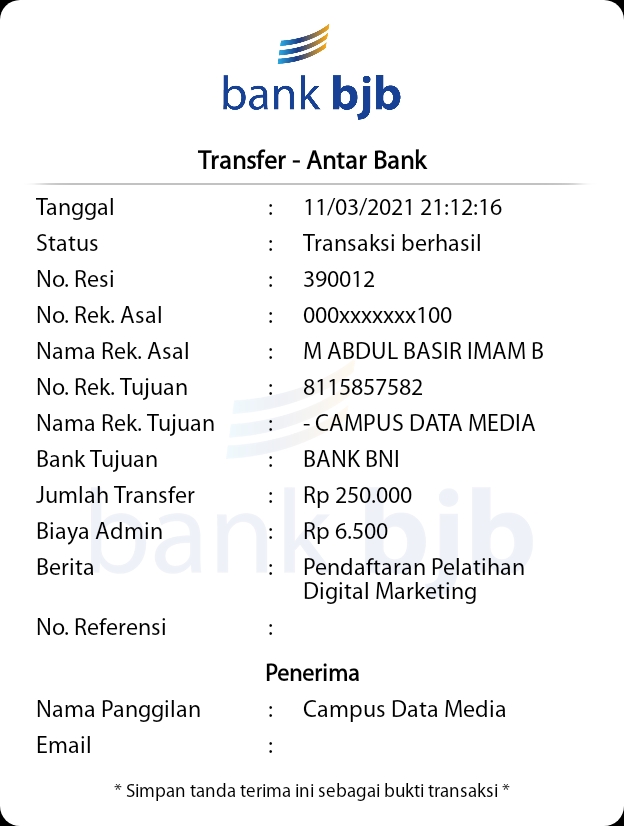 bank bjb
Transfer - Antar Bank
Tanggal : 11/03/2021 21:12:16
Status : Transaksi berhasil
No. Resi : 390012
No. Rek. Asal : 000xxxxxxx100
Nama Rek. Asal : M ABDUL BASIR IMAM B
No. Rek. Tujuan : 8115857582
Nama Rek. Tujuan : - CAMPUS DATA MEDIA
Bank Tujuan : BANK BNI
Jumlah Transfer : Rp 250.000
Biaya Admin : Rp 6.500
Berita : Pendaftaran Pelatihan
Digital Marketing
No. Referensi :
Penerima
Nama Panggilan : Campus Data Media
Email :
* Simpan tanda terima ini sebagai bukti transaksi *
bank bjb